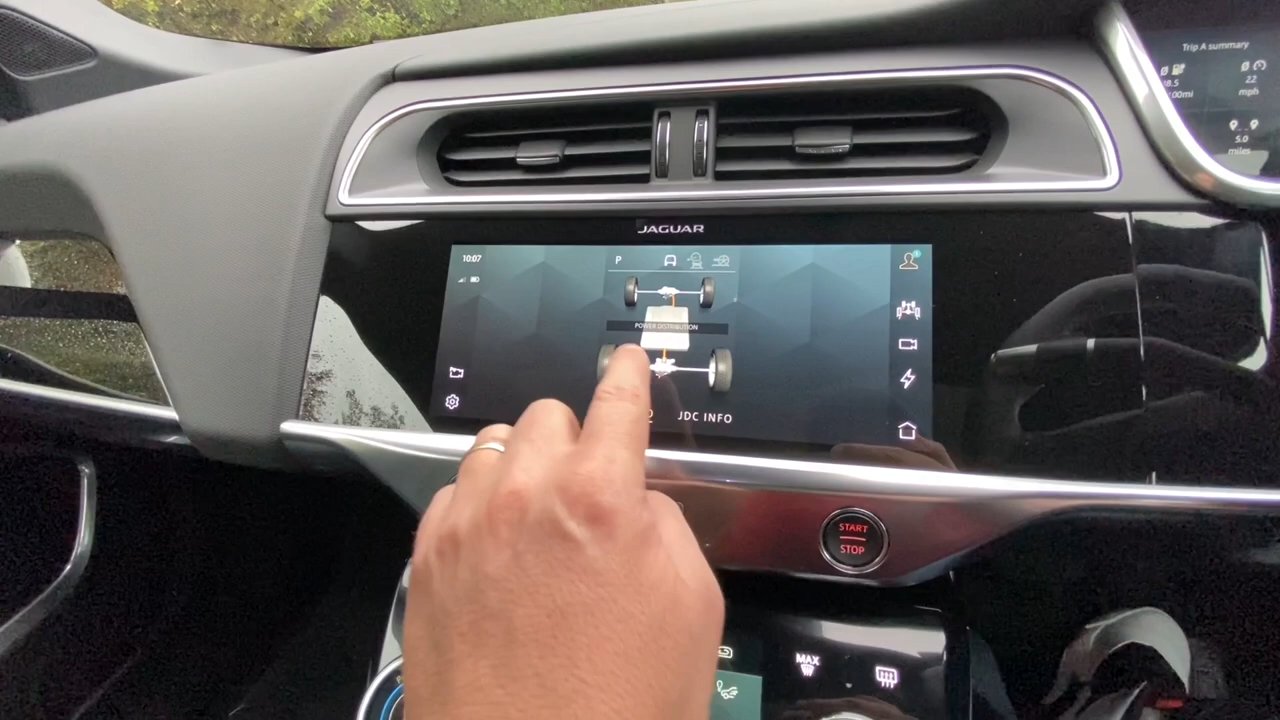 Trip A summary
22
mph
5.0
miles
JAGUAR
10:07
P
POWER DISTRIBUTION
JDC INFO
START
STOP
MAX